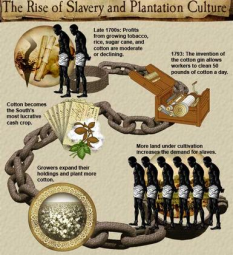 The Rise of Slavery and Plantation Culture
Late 1700s: Profits
from growing tobacco,
rice, sugar cane, and
cotton are moderate
or declining.
1793: The invention of
the cotton gin allows
workers to clean 50
pounds of cotton a day.
Cotton becomes
the South's
most lucrative
cash crop.
More land under cultivation
increases the demand for slaves.
Growers expand their
holdings and plant more
cotton.